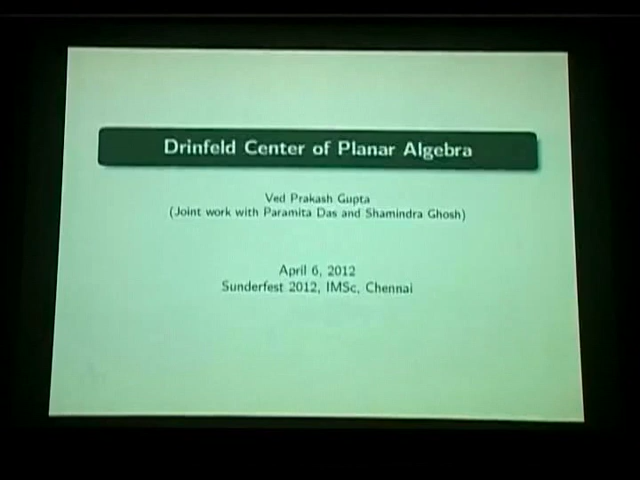 Drinfeld Center of Planar Algebra
Ved Prakash Gupta
(Joint work with Paramita Das and Shamindra Ghosh)
April 6, 2012
Sunderfest 2012, IMSc, Chennai